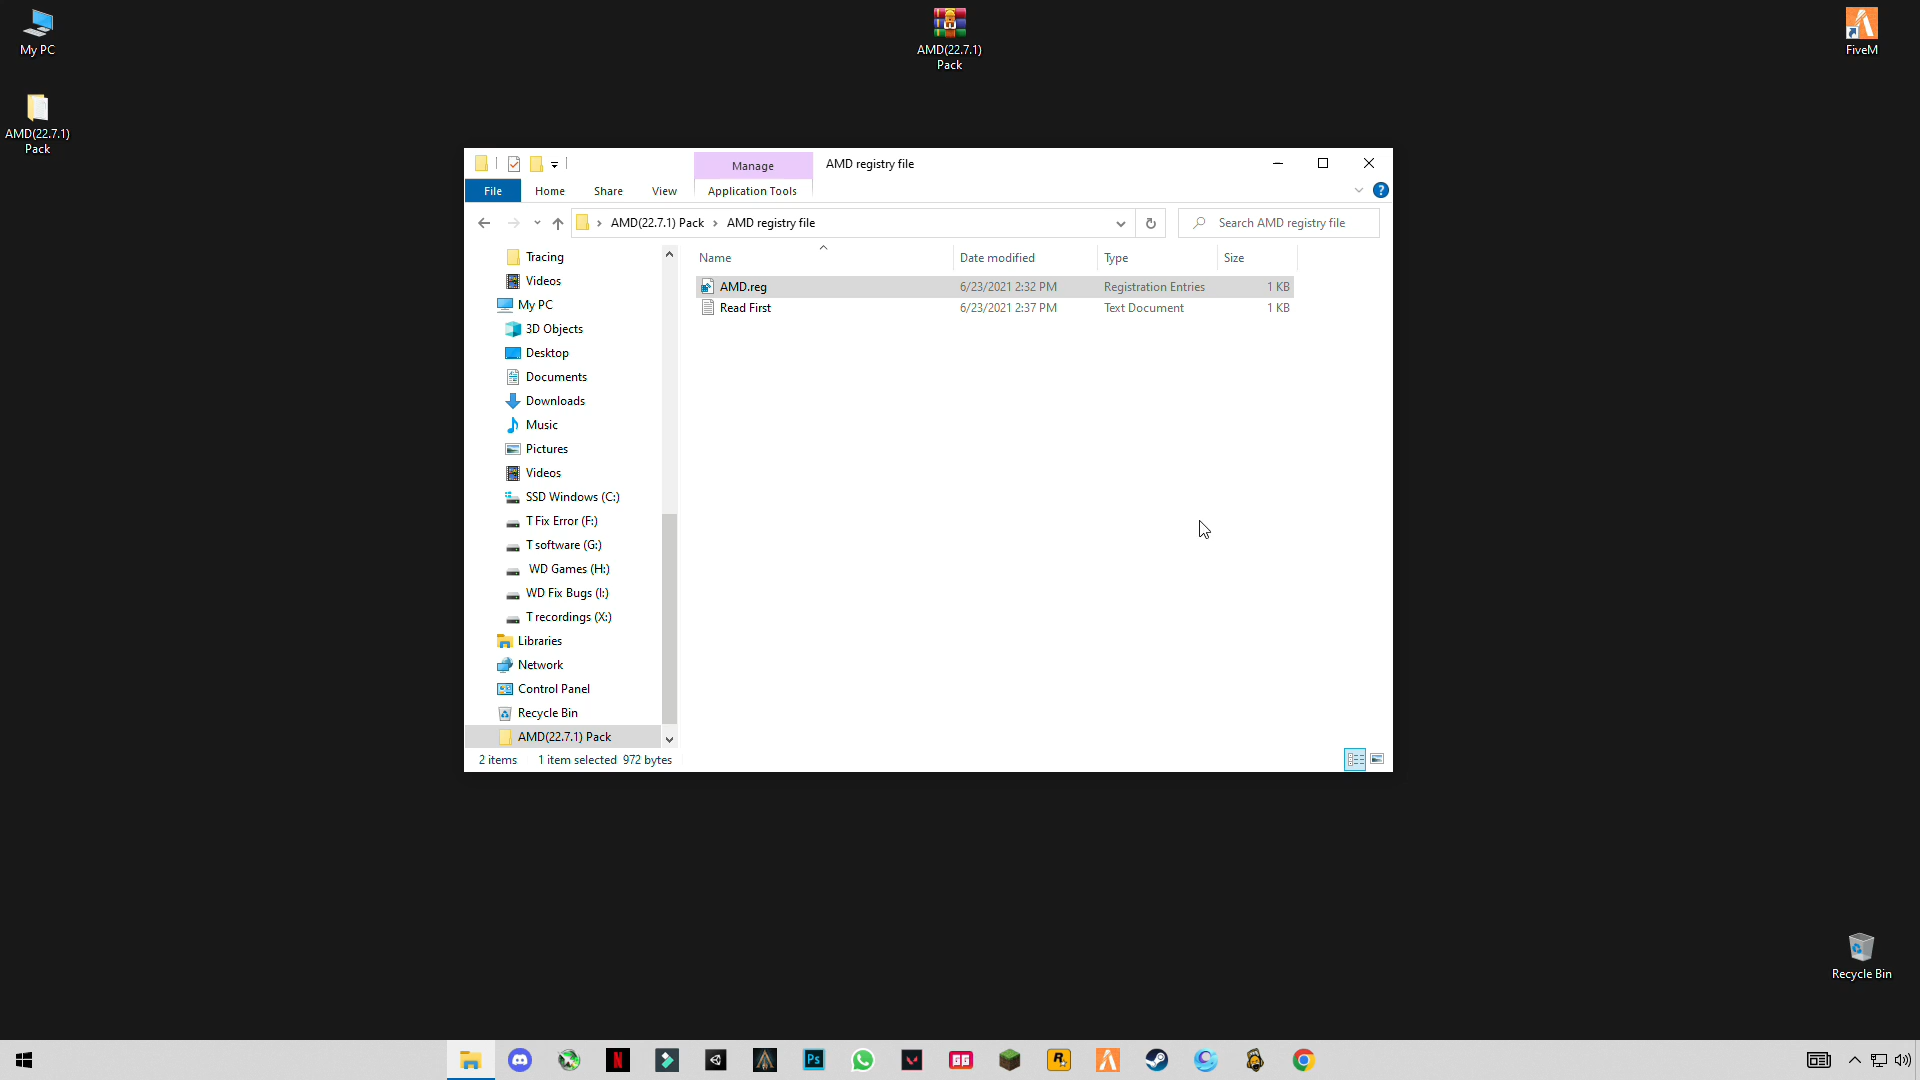 My PC
AMD(22.7.1)
Pack
AMD(22.7.1)
Pack
FiveM
Manage
AMD registry file
File
Home
Share
View
Application Tools
AMD(22.7.1) Pack
AMD registry file
Search AMD registry file
Name
Date modified
Type
Size
AMD.reg
6/23/2021 2:32 PM
Registration Entries
1 KB
Read First
6/23/2021 2:37 PM
Text Document
1 KB
Tracing
Videos
My PC
3D Objects
Desktop
Documents
Downloads
Music
Pictures
Videos
SSD Windows (C:)
T Fix Error (F:)
T software (G:)
WD Games (H:)
WD Fix Bugs (I:)
T recordings (X:)
Libraries
Network
Control Panel
Recycle Bin
AMD(22.7.1) Pack
2 items
1 item selected 972 bytes
Recycle Bin
N
Ps
GG
R